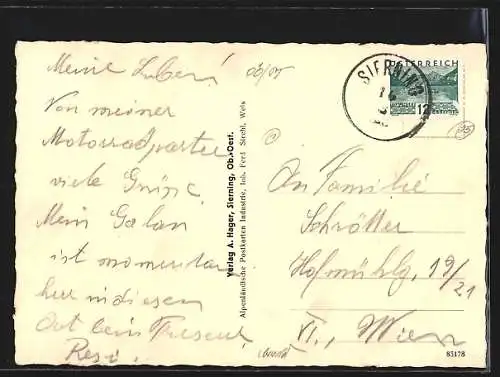 Meine Lieben!
Von meiner
Motorradpartie
viele Grüße.
Mein Galan
ist momentan
hier in diesem
Ort beim Friseur,
Resi.
Verlag A. Hager, Sierning, Ob.-Oest.
Alpenländische Postkarten Industrie, Inh. Ferd Strohl, Wels
SIERNING
ÖSTERREICH
12
An Familie
Schrötter
Hofmühlg. 19/21
VI., Wien
85178